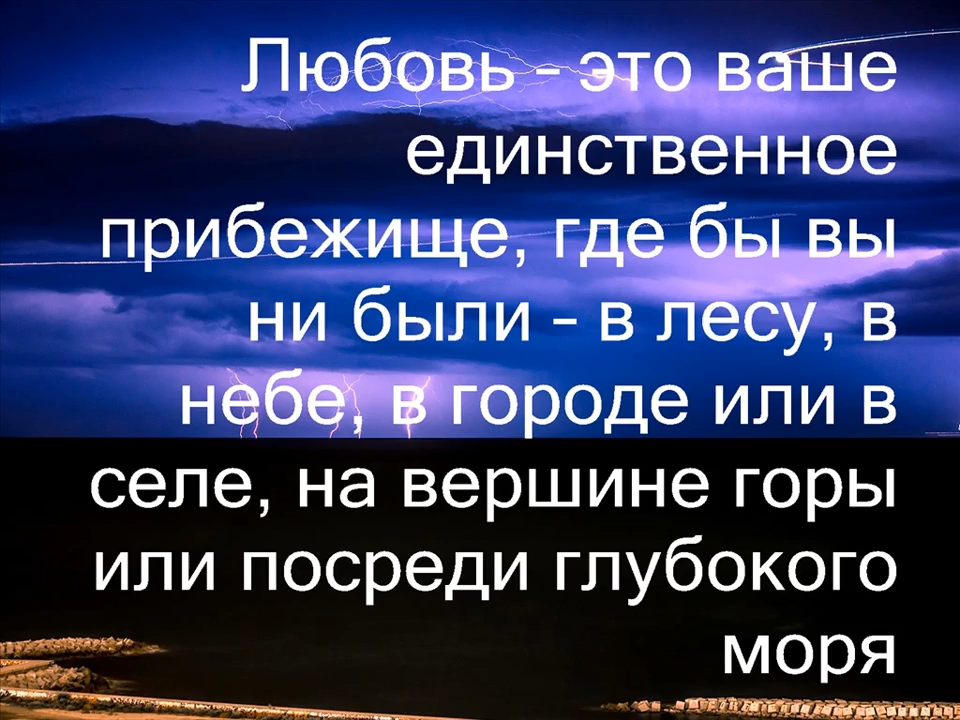 Любовь – это ваше
единственное
прибежище, где бы вы
ни были – в лесу, в
небе, в городе или в
селе, на вершине горы
или посреди глубокого
моря